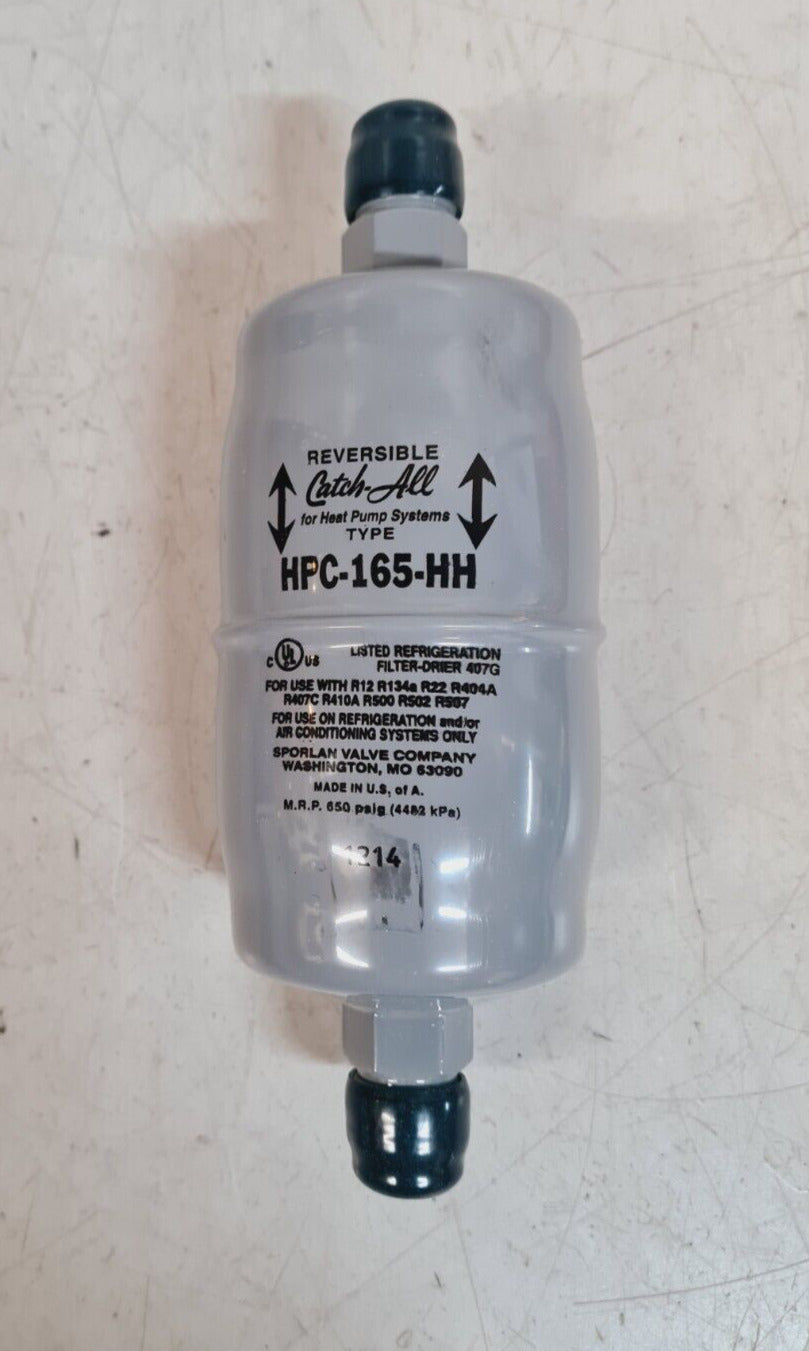 REVERSIBLE
Catch-All
for Heat Pump Systems
TYPE
HPC-165-HH
C UL US
LISTED REFRIGERATION
FILTER-DRIER 407G
FOR USE WITH R12 R134a R22 R404A
R407C R410A R500 R502 R507
FOR USE ON REFRIGERATION and/or
AIR CONDITIONING SYSTEMS ONLY
SPORLAN VALVE COMPANY
WASHINGTON, MO 63090
MADE IN U.S. of A.
M.R.P. 650 psig (4482 kPa)
1214